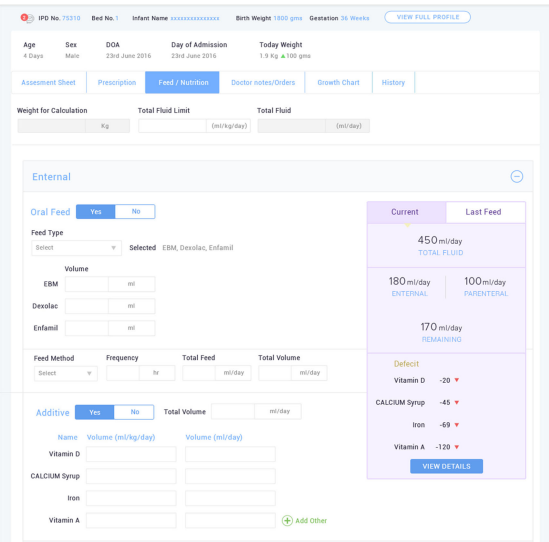 2 IPD No. 75310 Bed No.1 Infant Name xxxxxxxxxxxxxxx Birth Weight 1800 gms Gestation 36 Weeks VIEW FULL PROFILE
Age Sex DOA Day of Admission Today Weight
4 Days Male 23rd June 2016 23rd June 2016 1.9 Kg ▲100 gms
Assesment Sheet Prescription Feed / Nutrition Doctor notes/Orders Growth Chart History
Weight for Calculation Total Fluid Limit Total Fluid
Kg (ml/kg/day) (ml/day)
Enternal
Oral Feed Yes No
Feed Type
Select Selected EBM, Dexolac, Enfamil
Volume
EBM ml
Dexolac ml
Enfamil ml
Feed Method Frequency Total Feed Total Volume
Select hr ml/day ml/day
Additive Yes No Total Volume ml/day
Name Volume (ml/kg/day) Volume (ml/day)
Vitamin D
CALCIUM Syrup
Iron
Vitamin A
Add Other
Current Last Feed
450 ml/day
TOTAL FLUID
180 ml/day 100 ml/day
ENTERNAL PARENTERAL
170 ml/day
REMAINING
Defecit
Vitamin D -20 ▼
CALCIUM Syrup -45 ▼
Iron -69 ▼
Vitamin A -120 ▼
VIEW DETAILS